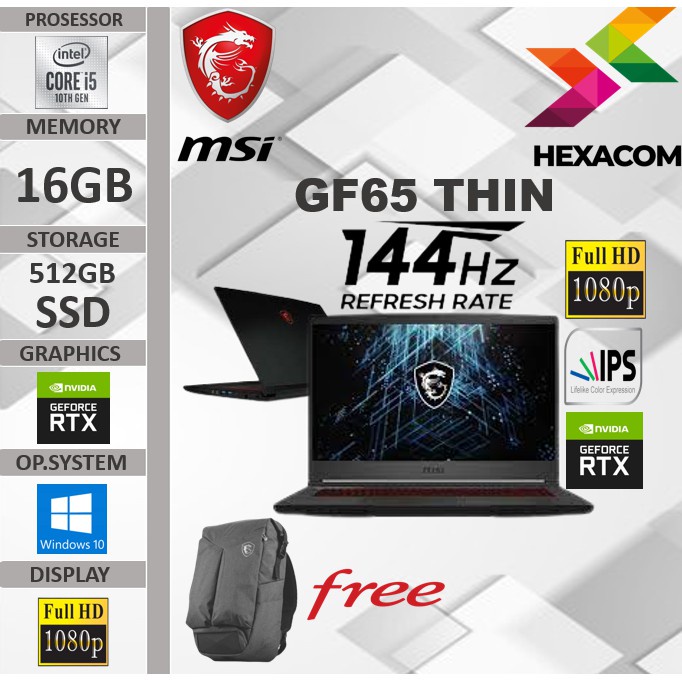 PROSESSOR
intel
CORE i5
10TH GEN
MEMORY
16GB
STORAGE
512GB
SSD
GRAPHICS
NVIDIA
GEFORCE
RTX
OP.SYSTEM
Windows 10
DISPLAY
Full HD
1080p
msi
HEXACOM
GF65 THIN
144Hz
REFRESH RATE
Full HD
1080p
IPS
Lifelike Color Expression
NVIDIA
GEFORCE
RTX
msi
free